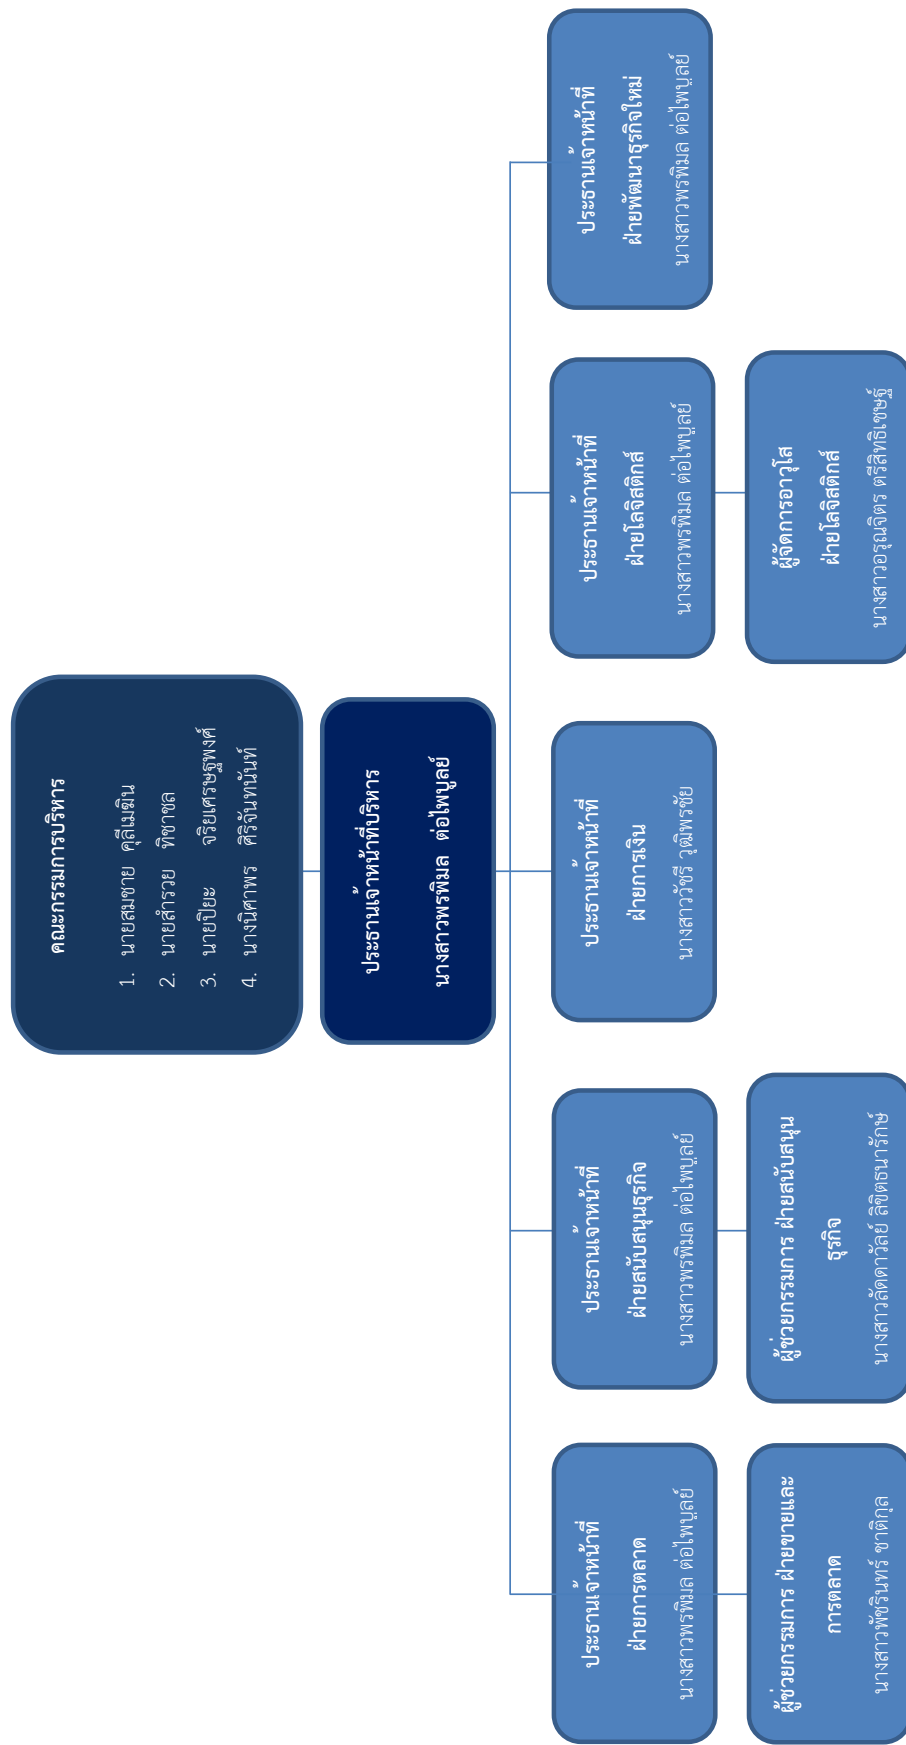 คณะกรรมการบริหาร
1. นายสมชาย คุลีเมฆิน
2. นายสำรวย ทิชาชล
3. นายปิยะ จริยเศรษฐพงศ์
4. นางนิศาพร ศิริจันทนันท์
ประธานเจ้าหน้าที่บริหาร
นางสาวพรพิมล ต่อไพบูลย์
ประธานเจ้าหน้าที่
ฝ่ายการตลาด
นางสาวพรพิมล ต่อไพบูลย์
ประธานเจ้าหน้าที่
ฝ่ายสนับสนุนธุรกิจ
นางสาวพรพิมล ต่อไพบูลย์
ประธานเจ้าหน้าที่
ฝ่ายการเงิน
นางสาววัชรี วุฒิพรชัย
ประธานเจ้าหน้าที่
ฝ่ายโลจิสติกส์
นางสาวพรพิมล ต่อไพบูลย์
ประธานเจ้าหน้าที่
ฝ่ายพัฒนาธุรกิจใหม่
นางสาวพรพิมล ต่อไพบูลย์
ผู้ช่วยกรรมการ ฝ่ายขายและ
การตลาด
นางสาวพัชรินทร์ ชาติกุล
ผู้ช่วยกรรมการ ฝ่ายสนับสนุน
ธุรกิจ
นางสาวลัดดาวัลย์ ลิขิตธนารักษ์
ผู้จัดการอาวุโส
ฝ่ายโลจิสติกส์
นางสาวอรุณจิตร ตรีสิทธิเชษฐ์